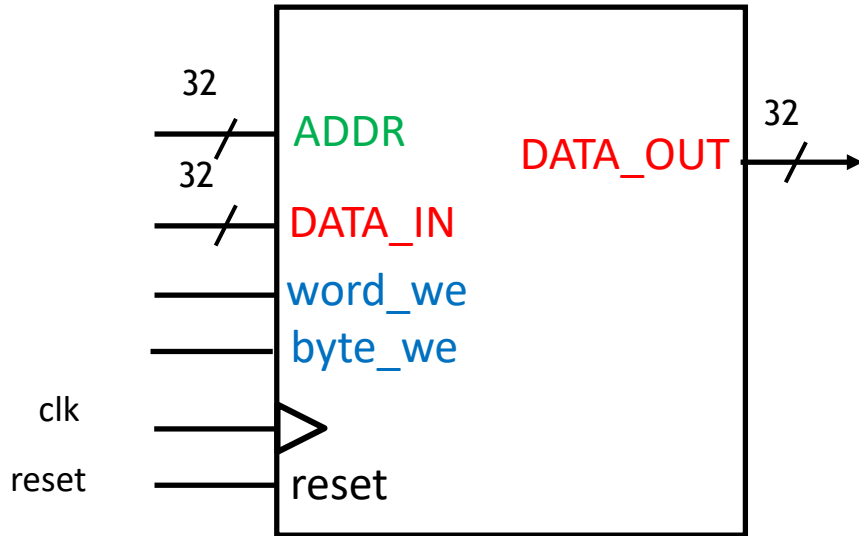 32
ADDR
32
DATA_OUT
32
DATA_IN
word_we
byte_we
clk
reset
reset